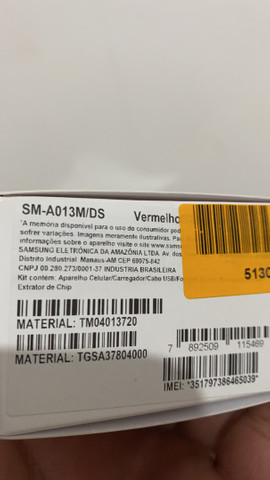 SM-A013M/DS Vermelho
*A memória disponível para o uso do consumidor pod
sofrer variações. Imagens meramente ilustrativas. Para
informações sobre o aparelho visite o site www.sams
SAMSUNG ELETRÔNICA DA AMAZÔNIA LTDA. Av. dos
Distrito Industrial. Manaus-AM CEP 69075-842
CNPJ 00.280.273/0001-37 INDÚSTRIA BRASILEIRA
Kit contém: Aparelho Celular/Carregador/Cabo USB/Fo
Extrator de Chip
5130
MATERIAL: TM04013720
MATERIAL: TGSA37804000
7 892509 115469
IMEI: *351797386465039*